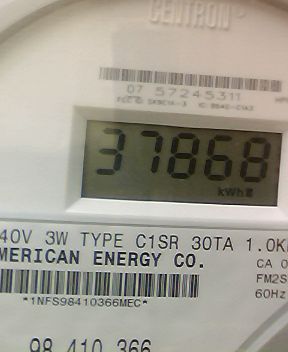 CENTRON®
07 57245311
37868
kWh
40V 3W TYPE C1SR 30TA 1.0K
MERICAN ENERGY CO.
CA 0
FM2S
60Hz
*1NFS98410366MEC*
98 410 366